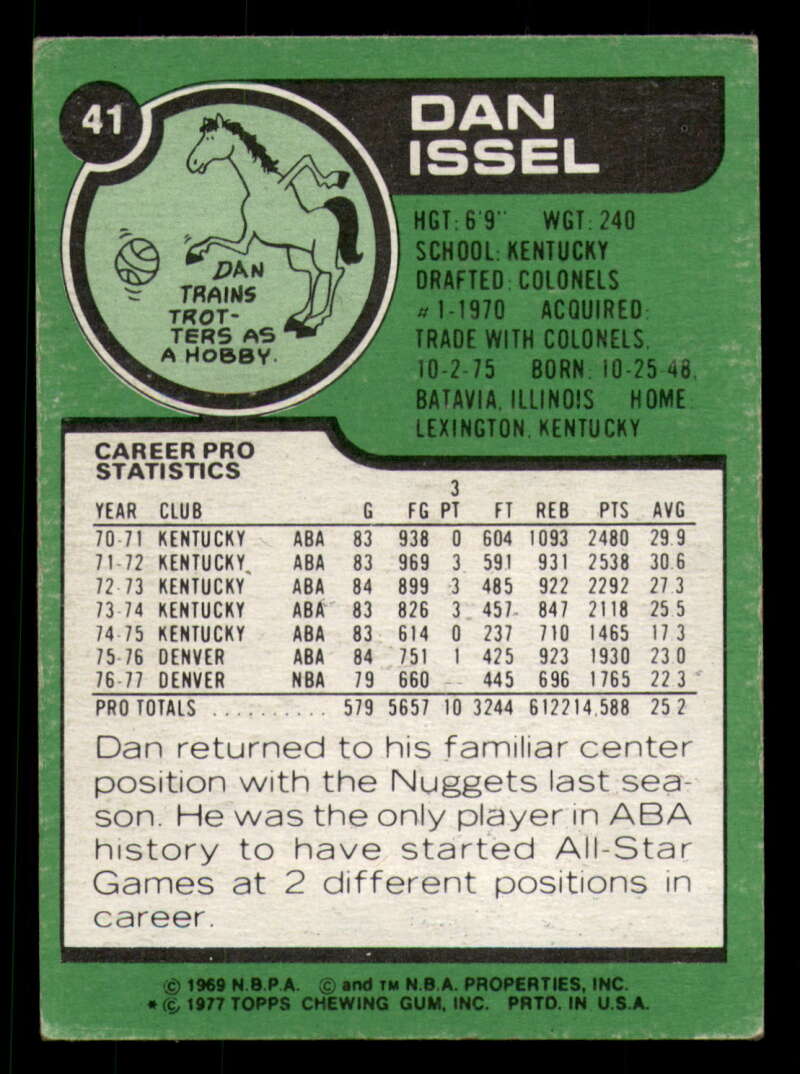 41
DAN
ISSEL
DAN
TRAINS
TROT-
TERS AS
A HOBBY.
HGT: 6'9" WGT: 240
SCHOOL: KENTUCKY
DRAFTED: COLONELS
#1-1970 ACQUIRED:
TRADE WITH COLONELS,
10-2-75 BORN: 10-25-48,
BATAVIA, ILLINOIS HOME:
LEXINGTON, KENTUCKY
CAREER PRO
STATISTICS
YEAR CLUB G FG 3 PT FT REB PTS AVG
70-71 KENTUCKY ABA 83 938 0 604 1093 2480 29.9
71-72 KENTUCKY ABA 83 969 3 591 931 2538 30.6
72-73 KENTUCKY ABA 84 899 3 485 922 2292 27.3
73-74 KENTUCKY ABA 83 826 3 457 847 2118 25.5
74-75 KENTUCKY ABA 83 614 0 237 710 1465 17.3
75-76 DENVER ABA 84 751 1 425 923 1930 23.0
76-77 DENVER NBA 79 660 — 445 696 1765 22.3
PRO TOTALS .......... 579 5657 10 3244 6122 14,588 25.2
Dan returned to his familiar center
position with the Nuggets last sea-
son. He was the only player in ABA
history to have started All-Star
Games at 2 different positions in
career.
© 1969 N.B.P.A. © and TM N.B.A. PROPERTIES, INC.
*© 1977 TOPPS CHEWING GUM, INC. PRTD. IN U.S.A.